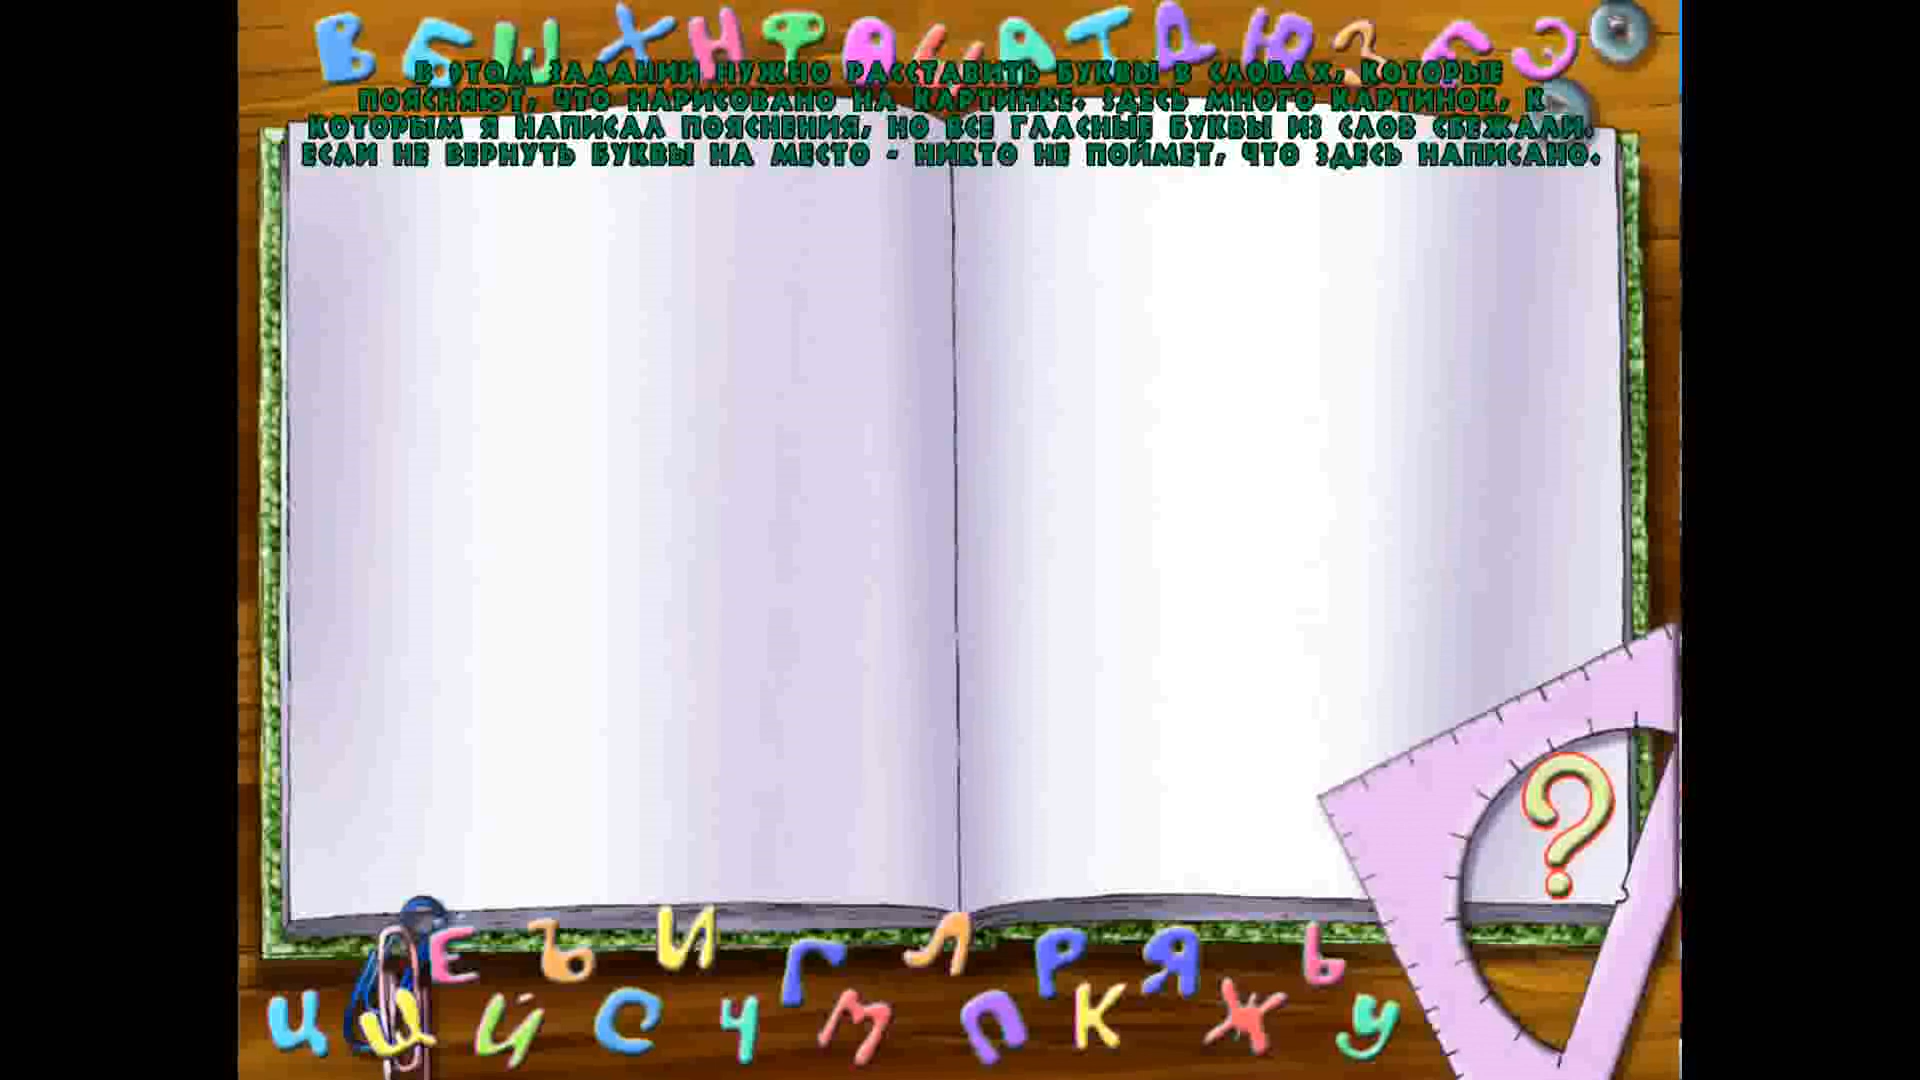 В Б Ш Х Н Ф О Ц А Т Д Ю З Ё Э
В ЭТОМ ЗАДАНИИ НУЖНО РАССТАВИТЬ БУКВЫ В СЛОВАХ, КОТОРЫЕ
ПОЯСНЯЮТ, ЧТО НАРИСОВАНО НА КАРТИНКЕ. ЗДЕСЬ МНОГО КАРТИНОК, К
КОТОРЫМ Я НАПИСАЛ ПОЯСНЕНИЯ, НО ВСЕ ГЛАСНЫЕ БУКВЫ ИЗ СЛОВ СБЕЖАЛИ.
ЕСЛИ НЕ ВЕРНУТЬ БУКВЫ НА МЕСТО - НИКТО НЕ ПОЙМЕТ, ЧТО ЗДЕСЬ НАПИСАНО.
?
Е Ъ И Г Л Р Я Ь
Ц Щ Й С Ч М П К Ж У